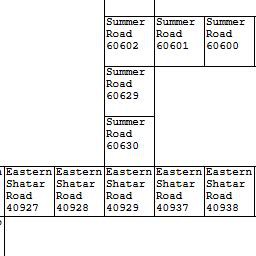 Summer Summer Summer
Road Road Road
60602 60601 60600
Summer
Road
60629
Summer
Road
60630
Eastern Eastern Eastern Eastern Eastern
Shatar Shatar Shatar Shatar Shatar
Road Road Road Road Road
40927 40928 40929 40937 40938